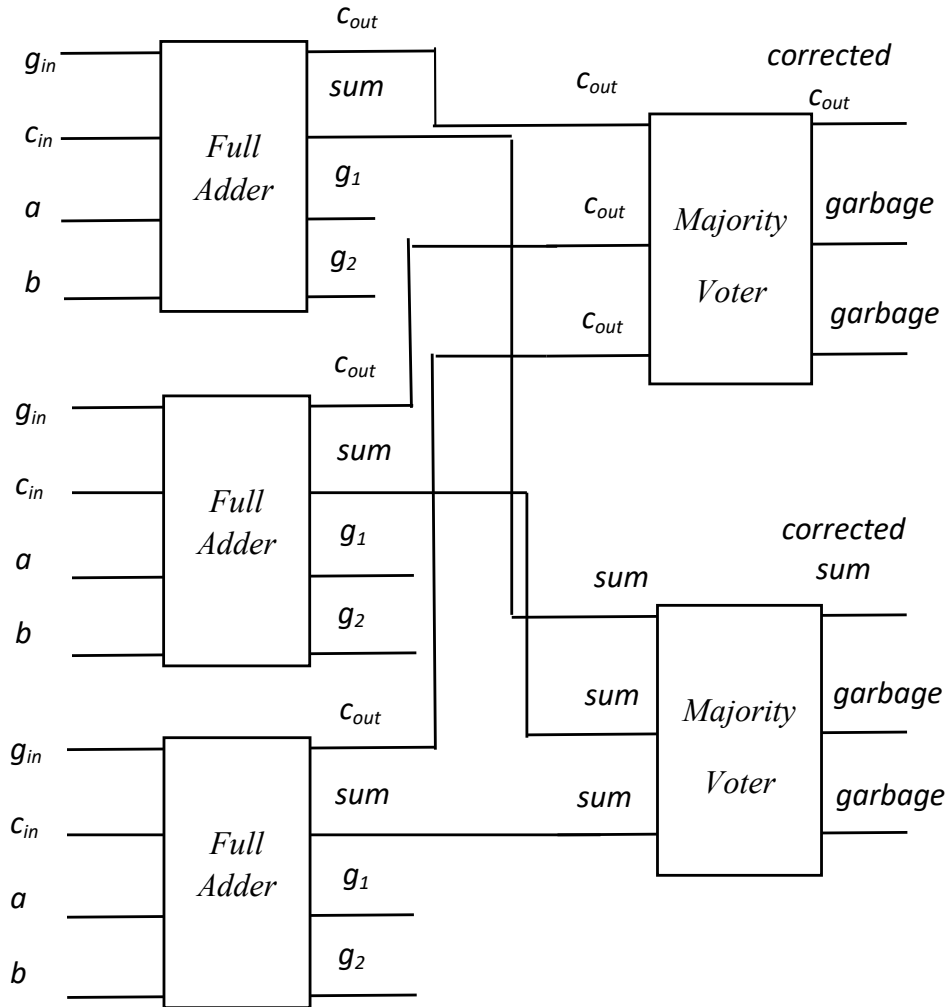 c_out
g_in
corrected
sum
c_out
c_out
c_in
Full
Adder
g_1
a
c_out
Majority
Voter
garbage
g_2
b
c_out
garbage
c_out
g_in
sum
c_in
Full
Adder
g_1
corrected
sum
a
sum
g_2
b
sum
Majority
Voter
garbage
c_out
g_in
sum
sum
garbage
c_in
Full
Adder
g_1
a
g_2
b